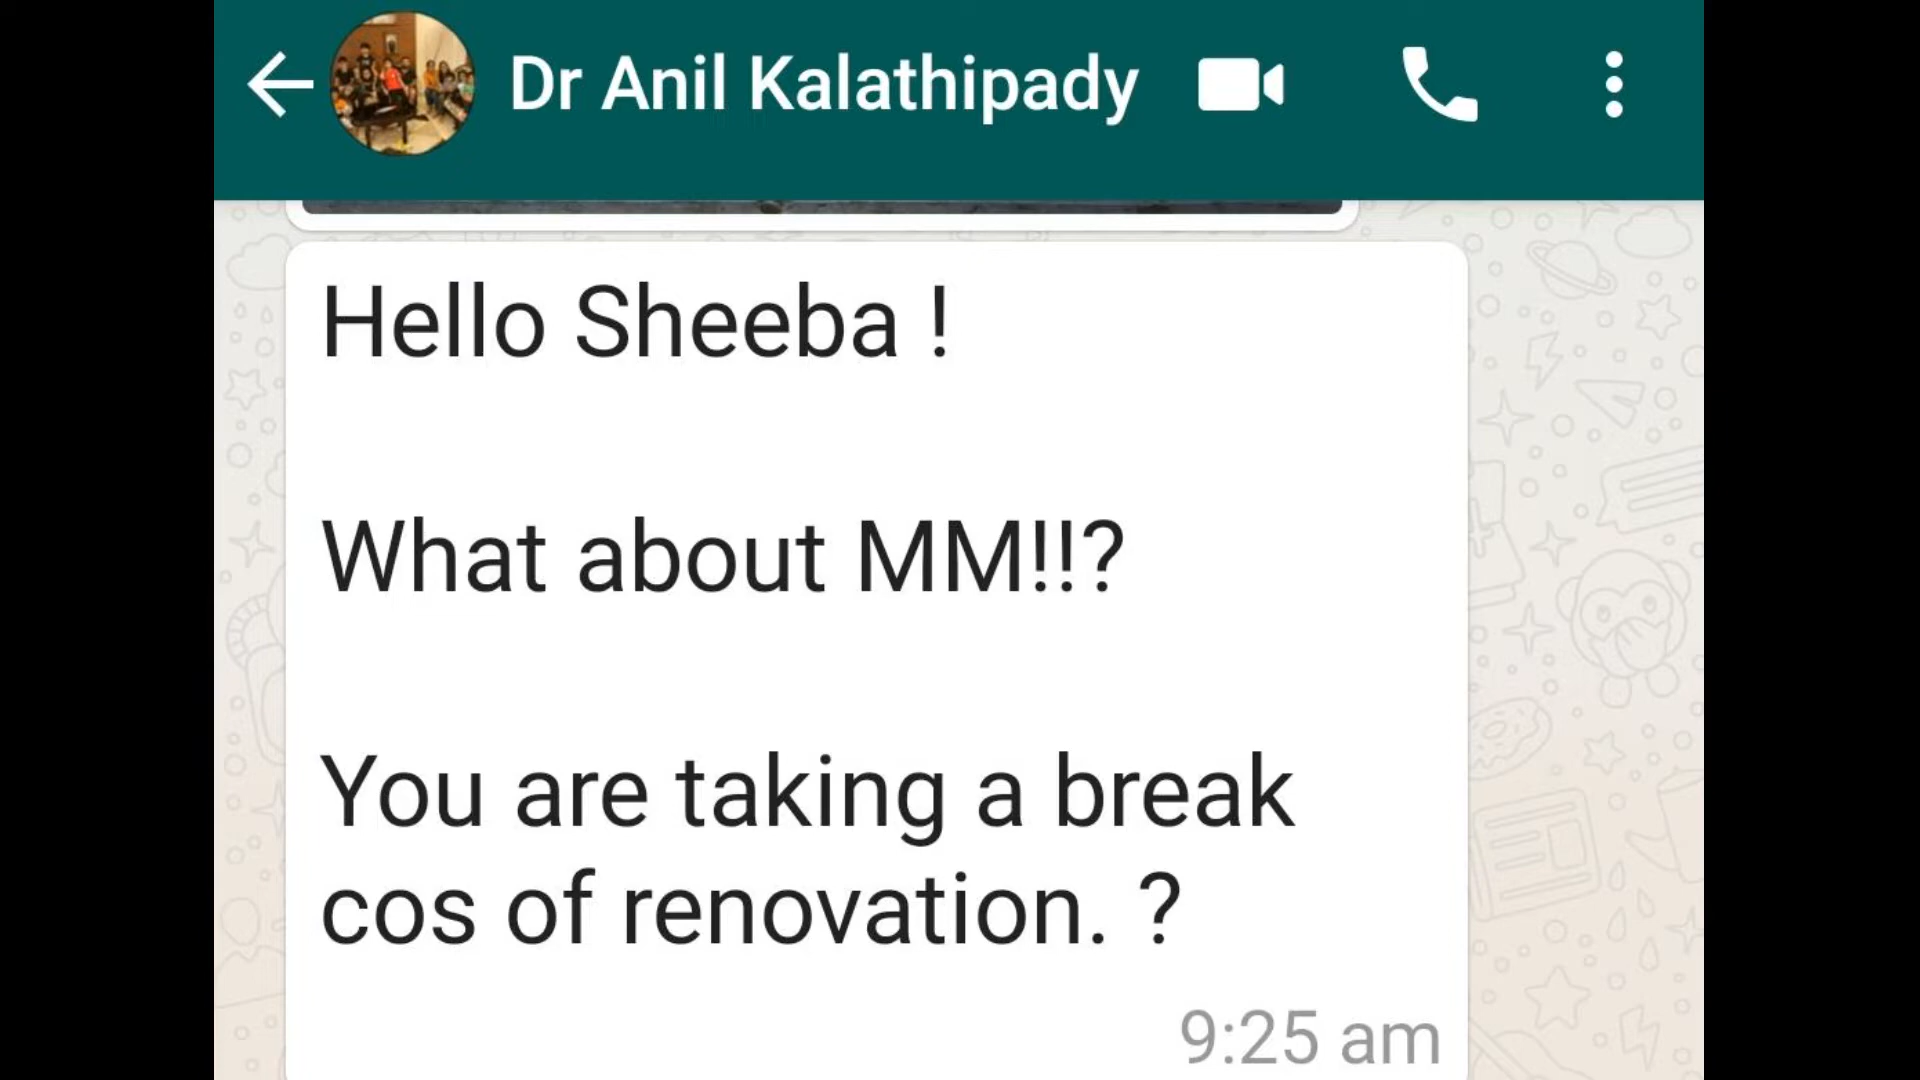 Dr Anil Kalathipady
Hello Sheeba !
What about MM!!?
You are taking a break
cos of renovation. ?
9:25 am